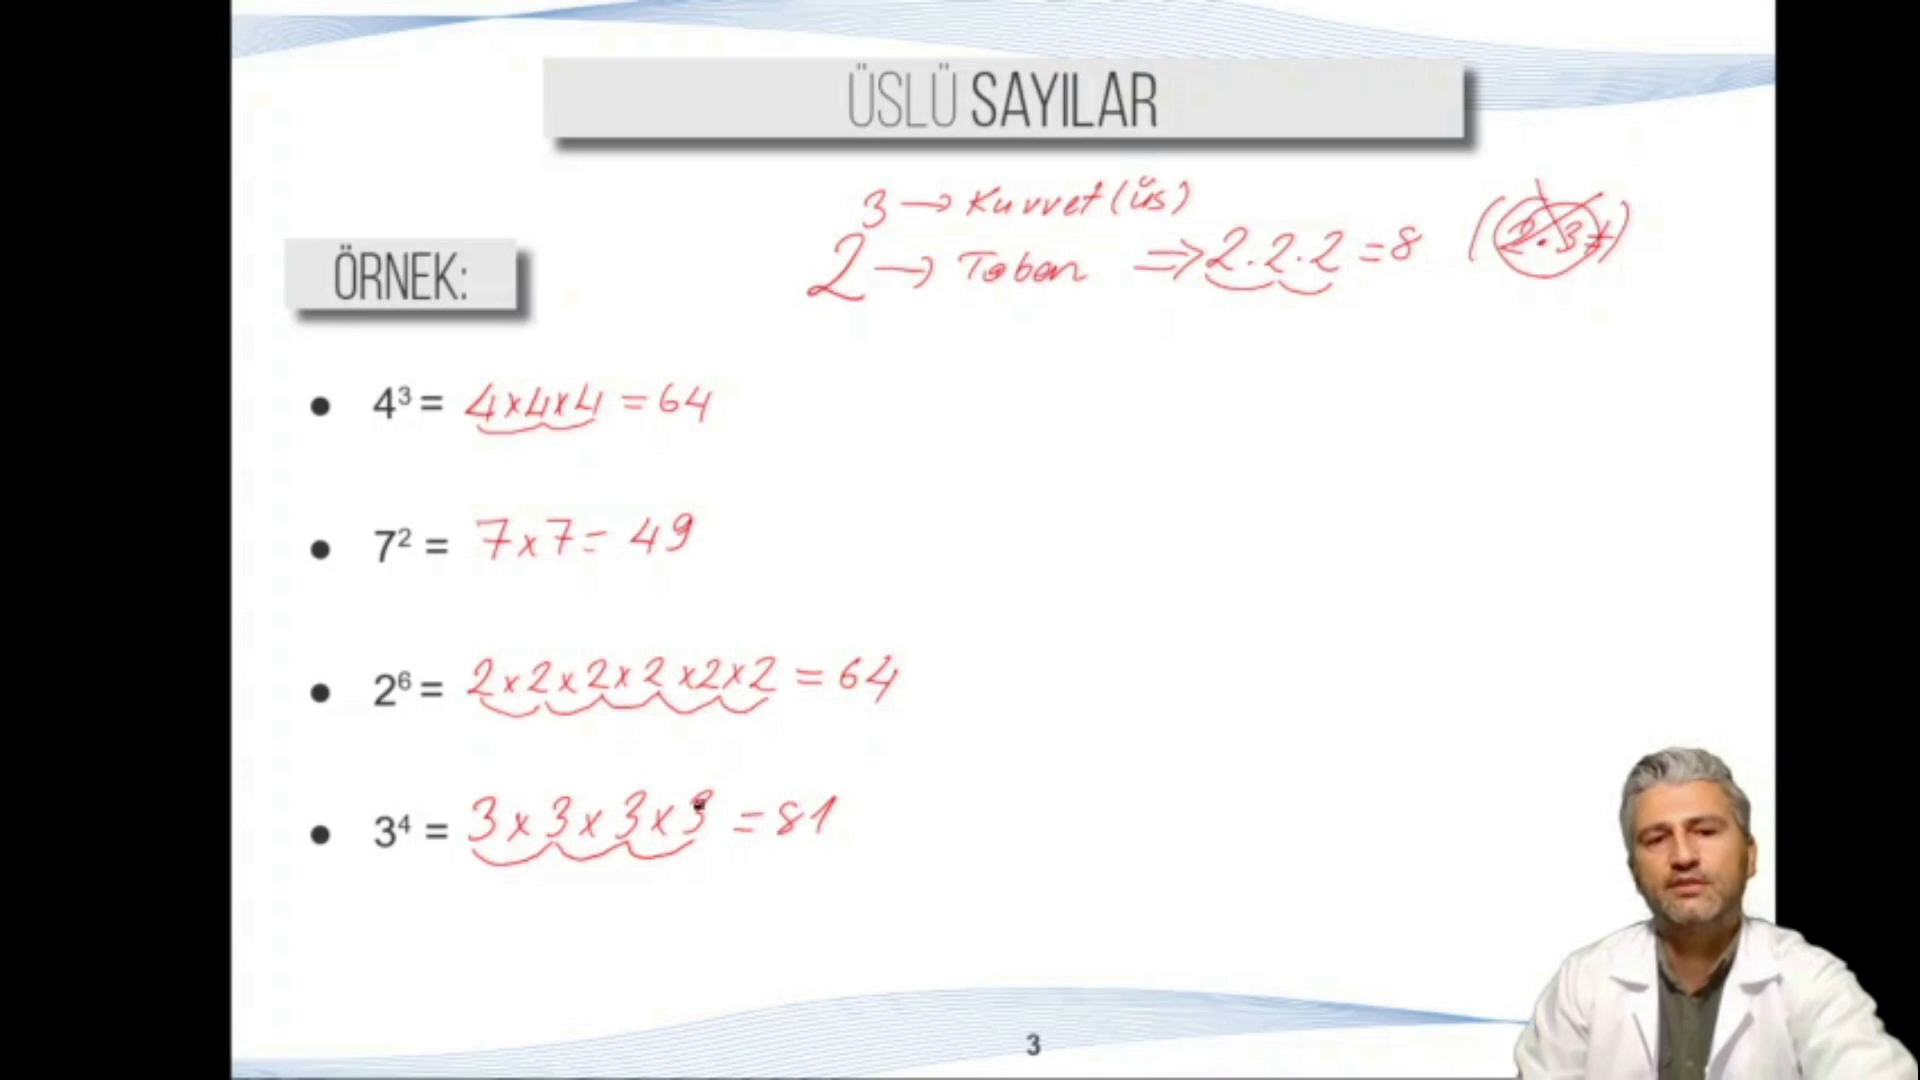 ÜSLÜ SAYILAR
3 → Kuvvet (üs)
2 → Taban ⇒ 2.2.2 = 8
ÖRNEK:
• 4³ = 4x4x4 = 64
• 7² = 7x7 = 49
• 2⁶ = 2x2x2x2x2x2 = 64
• 3⁴ = 3x3x3x3 = 81
3